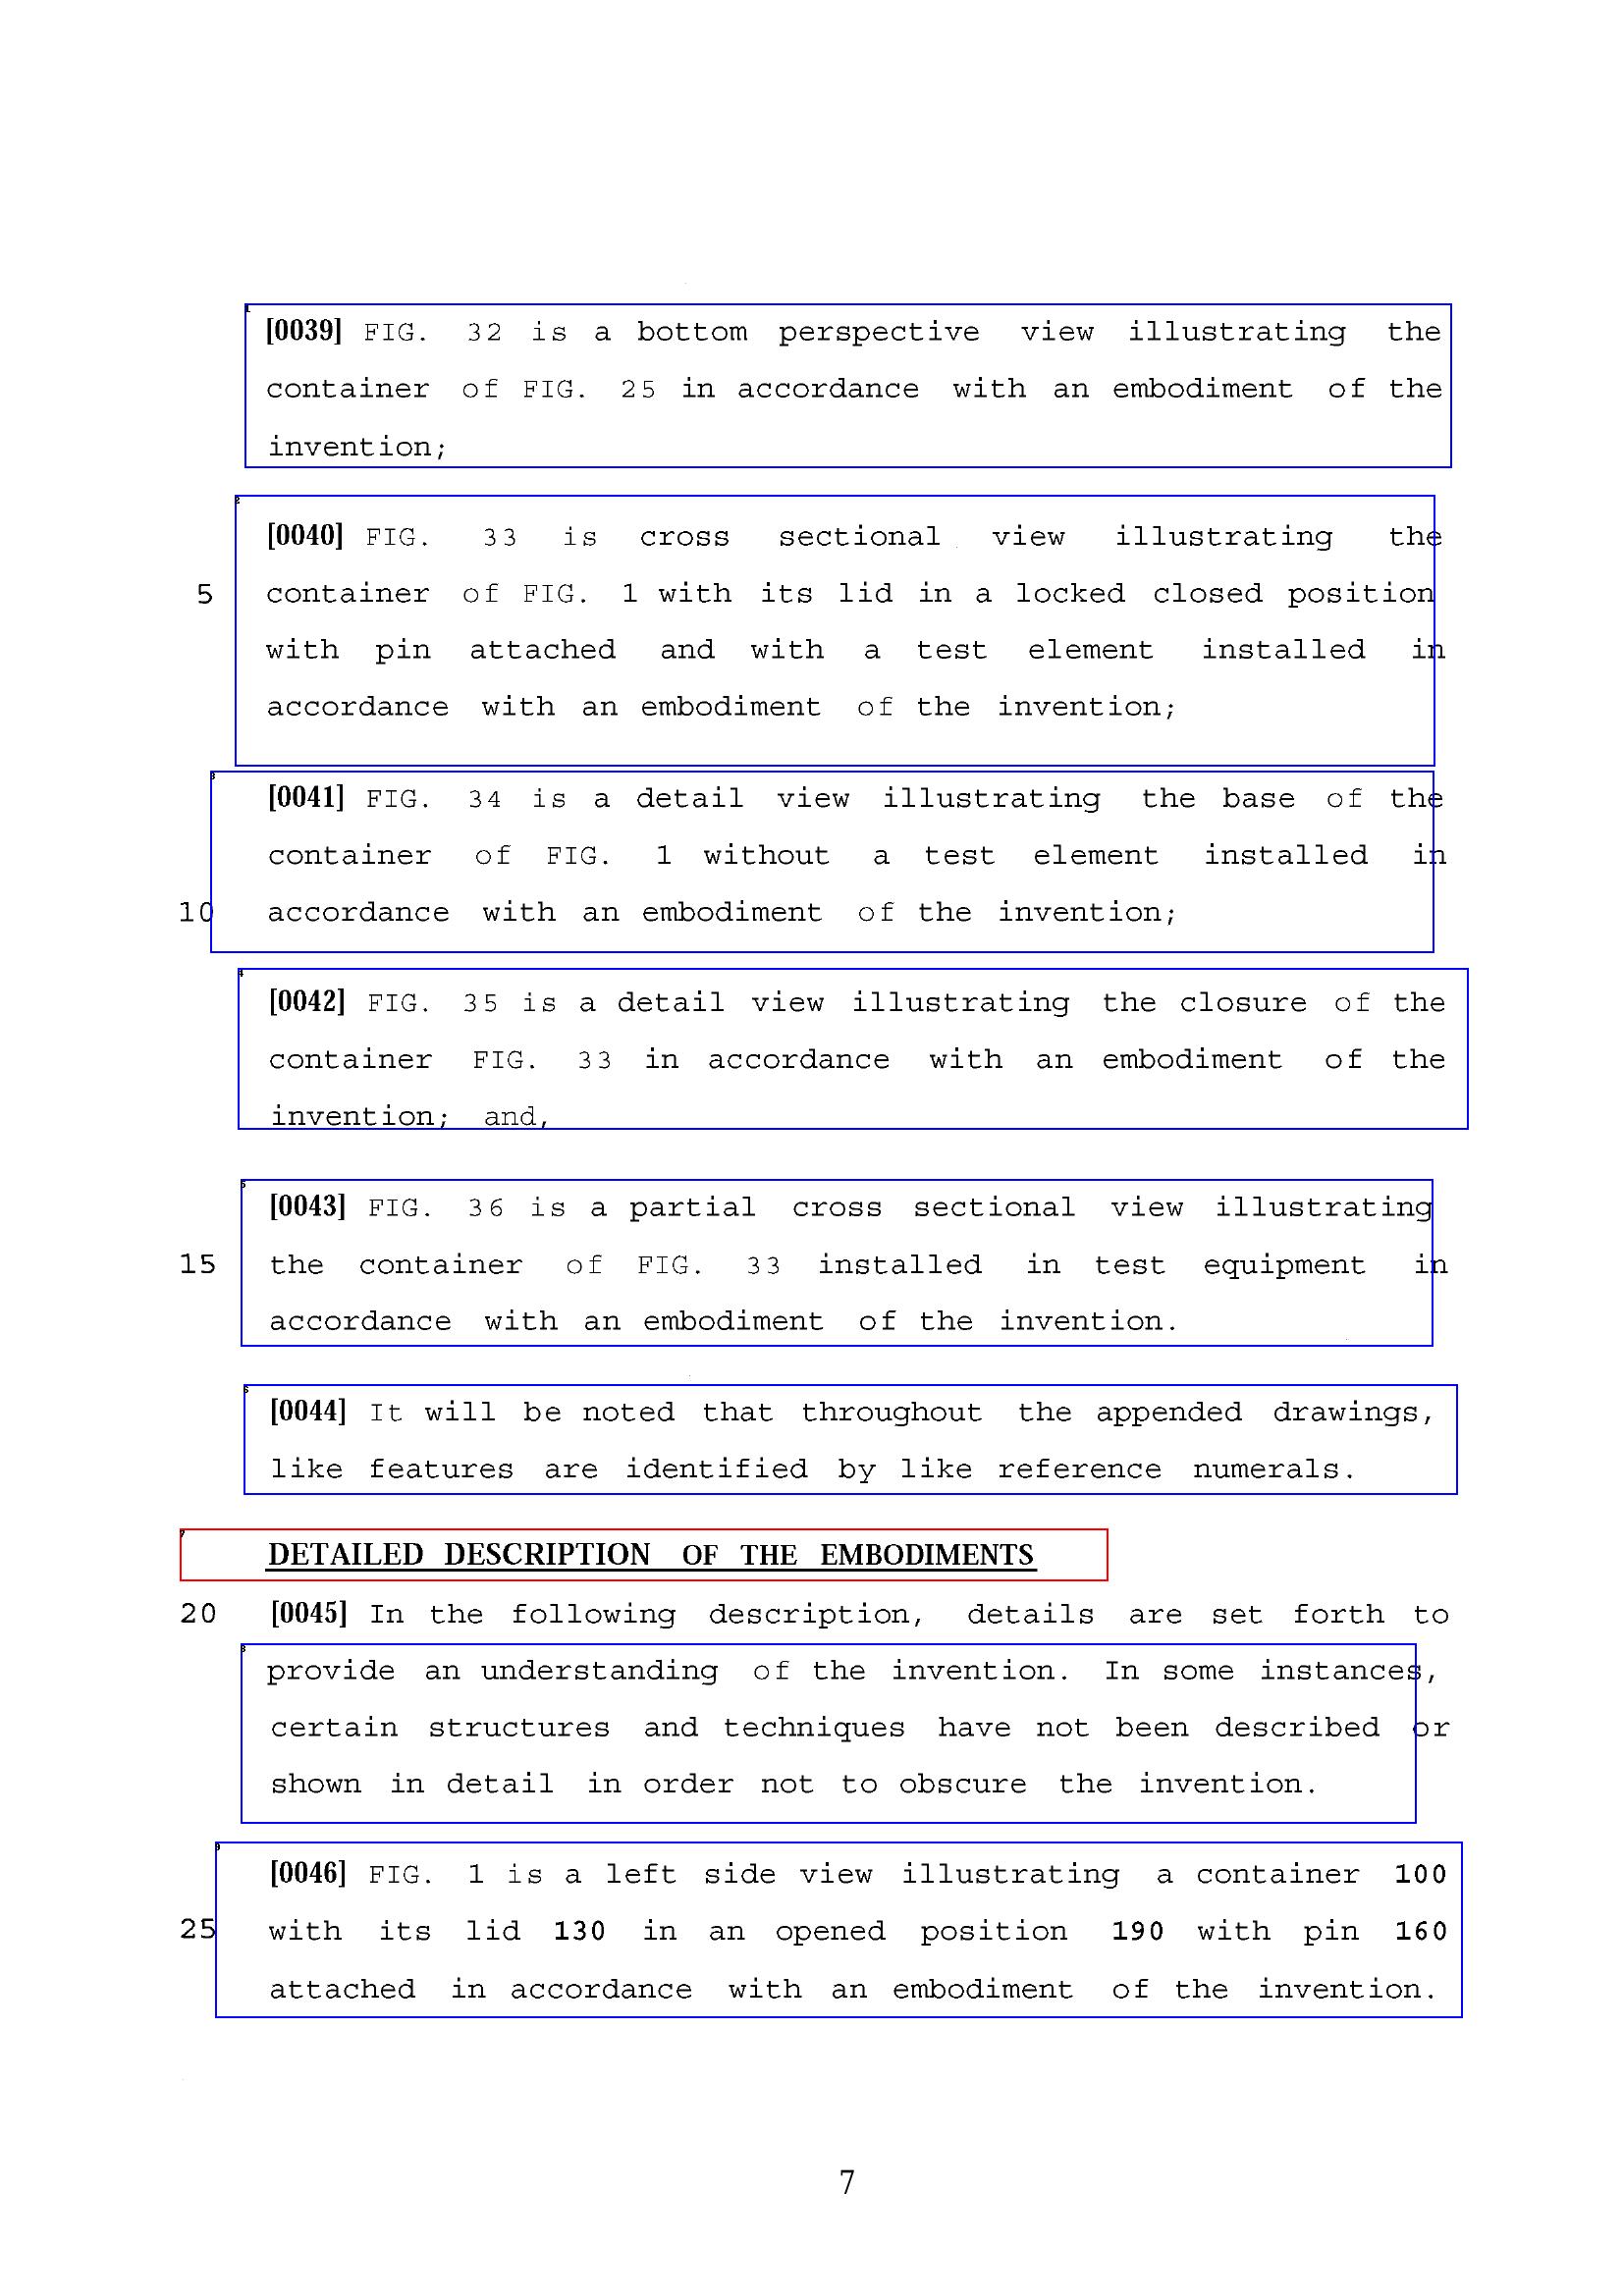 [0039] FIG. 32 is a bottom perspective view illustrating the
container of FIG. 25 in accordance with an embodiment of the
invention;
[0040] FIG. 33 is cross sectional view illustrating the
5 container of FIG. 1 with its lid in a locked closed position
with pin attached and with a test element installed in
accordance with an embodiment of the invention;
[0041] FIG. 34 is a detail view illustrating the base of the
container of FIG. 1 without a test element installed in
10 accordance with an embodiment of the invention;
[0042] FIG. 35 is a detail view illustrating the closure of the
container FIG. 33 in accordance with an embodiment of the
invention; and,
[0043] FIG. 36 is a partial cross sectional view illustrating
15 the container of FIG. 33 installed in test equipment in
accordance with an embodiment of the invention.
[0044] It will be noted that throughout the appended drawings,
like features are identified by like reference numerals.
DETAILED DESCRIPTION OF THE EMBODIMENTS
20 [0045] In the following description, details are set forth to
provide an understanding of the invention. In some instances,
certain structures and techniques have not been described or
shown in detail in order not to obscure the invention.
[0046] FIG. 1 is a left side view illustrating a container 100
25 with its lid 130 in an opened position 190 with pin 160
attached in accordance with an embodiment of the invention.
7